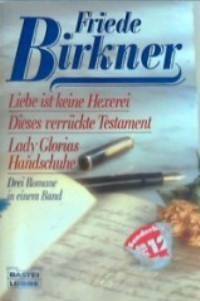 Friede
Birkner
Liebe ist keine Hexerei
Dieses verrückte Testament
Lady Glorias
Handschuhe
Drei Romane
in einem Band
BASTEI
LÜBBE